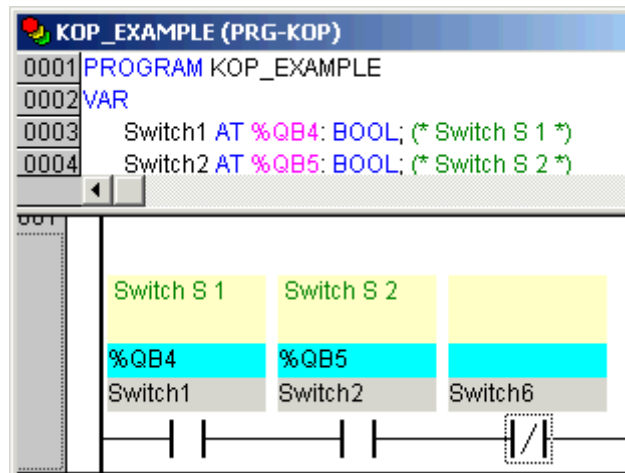 KOP_EXAMPLE (PRG-KOP)
0001 PROGRAM KOP_EXAMPLE
0002 VAR
0003 Switch1 AT %QB4: BOOL; (* Switch S 1 *)
0004 Switch2 AT %QB5: BOOL; (* Switch S 2 *)
Switch S 1 Switch S 2
%QB4 %QB5
Switch1 Switch2 Switch6